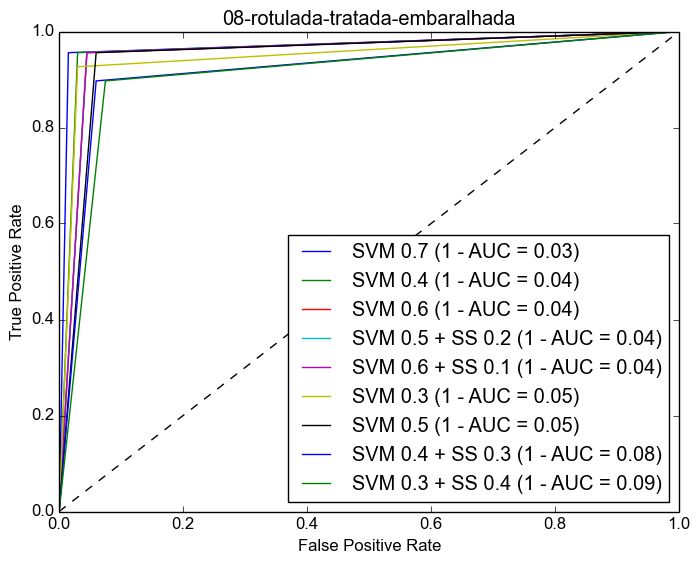 08-rotulada-tratada-embaralhada
1.0
0.8
0.6
0.4
0.2
0.0
True Positive Rate
SVM 0.7 (1 - AUC = 0.03)
SVM 0.4 (1 - AUC = 0.04)
SVM 0.6 (1 - AUC = 0.04)
SVM 0.5 + SS 0.2 (1 - AUC = 0.04)
SVM 0.6 + SS 0.1 (1 - AUC = 0.04)
SVM 0.3 (1 - AUC = 0.05)
SVM 0.5 (1 - AUC = 0.05)
SVM 0.4 + SS 0.3 (1 - AUC = 0.08)
SVM 0.3 + SS 0.4 (1 - AUC = 0.09)
0.0 0.2 0.4 0.6 0.8 1.0
False Positive Rate